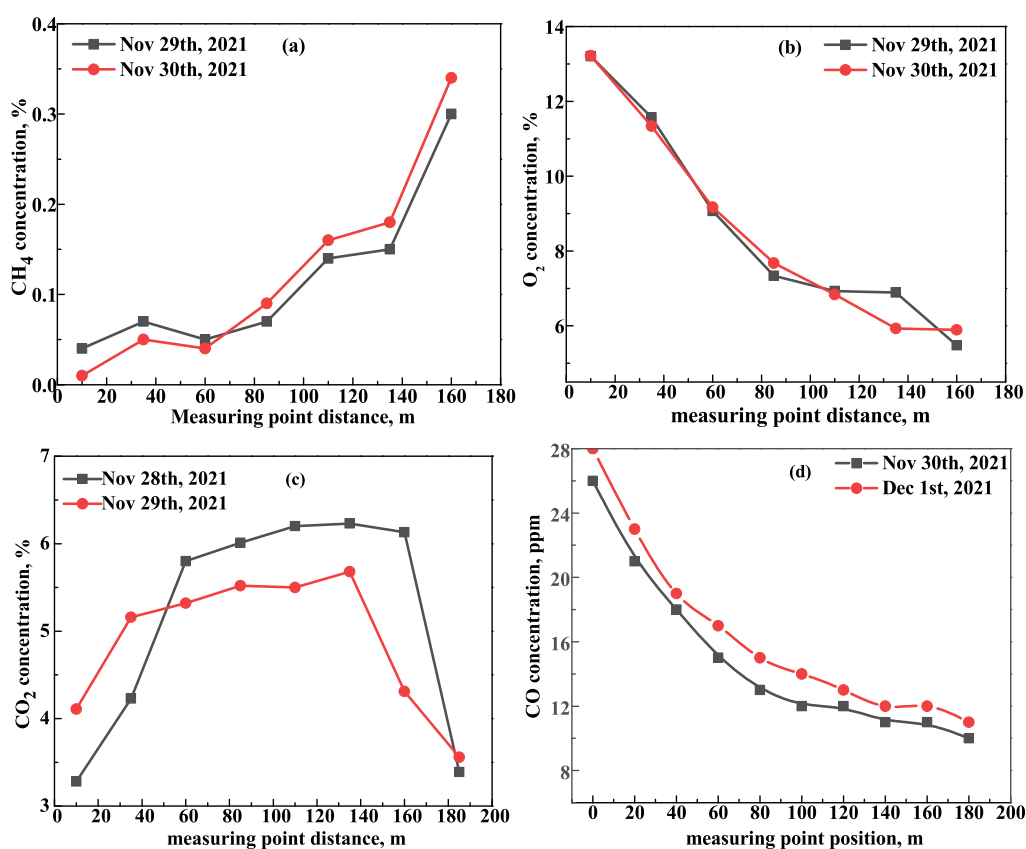 (a)
Nov 29th, 2021
Nov 30th, 2021
CH4 concentration, %
0.4
0.3
0.2
0.1
0.0
0 20 40 60 80 100 120 140 160 180
Measuring point distance, m
(b)
Nov 29th, 2021
Nov 30th, 2021
O2 concentration, %
14
12
10
8
6
0 20 40 60 80 100 120 140 160 180
measuring point distance, m
(c)
Nov 28th, 2021
Nov 29th, 2021
CO2 concentration, %
7
6
5
4
3
0 20 40 60 80 100 120 140 160 180 200
measuring point distance, m
(d)
Nov 30th, 2021
Dec 1st, 2021
CO concentration, ppm
28
24
20
16
12
8
0 20 40 60 80 100 120 140 160 180 200
measuring point position, m